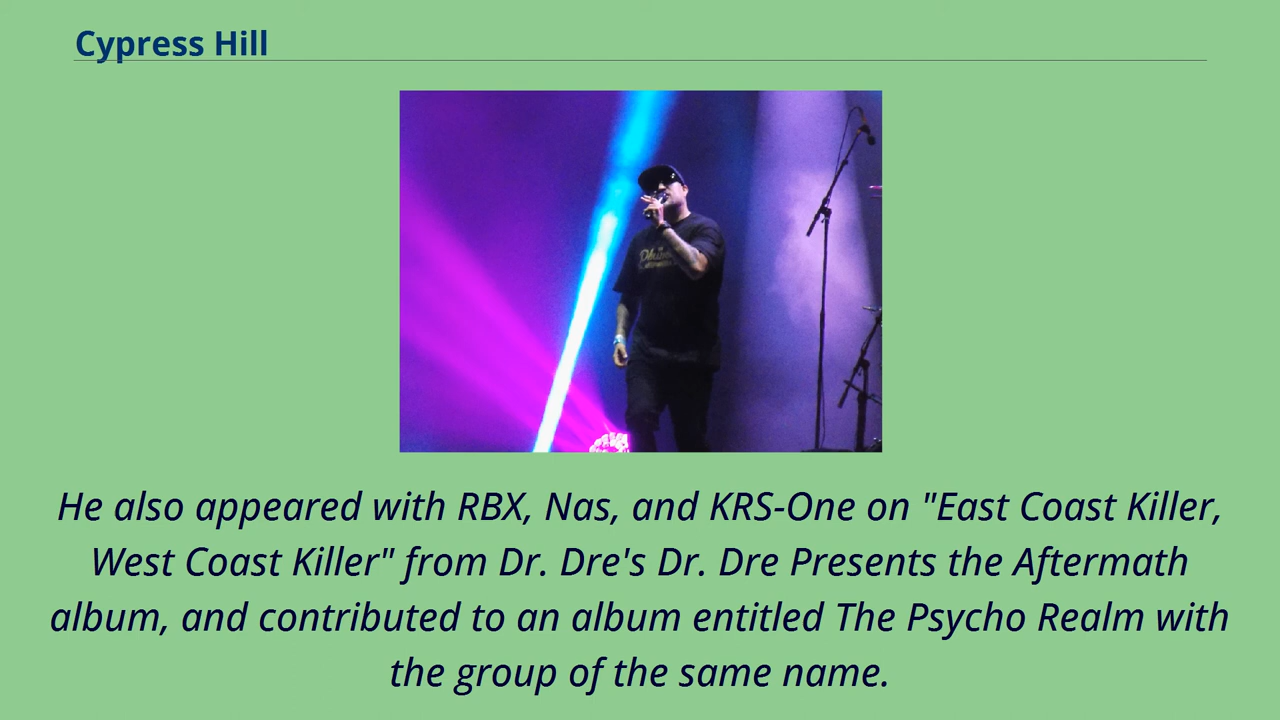 Cypress Hill
He also appeared with RBX, Nas, and KRS-One on "East Coast Killer,
West Coast Killer" from Dr. Dre's Dr. Dre Presents the Aftermath
album, and contributed to an album entitled The Psycho Realm with
the group of the same name.